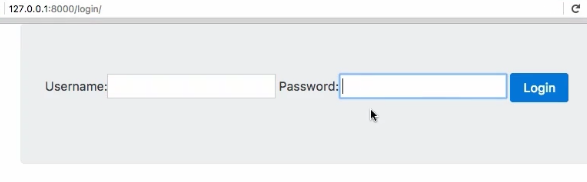 127.0.0.1:8000/login/
Username: Password: Login